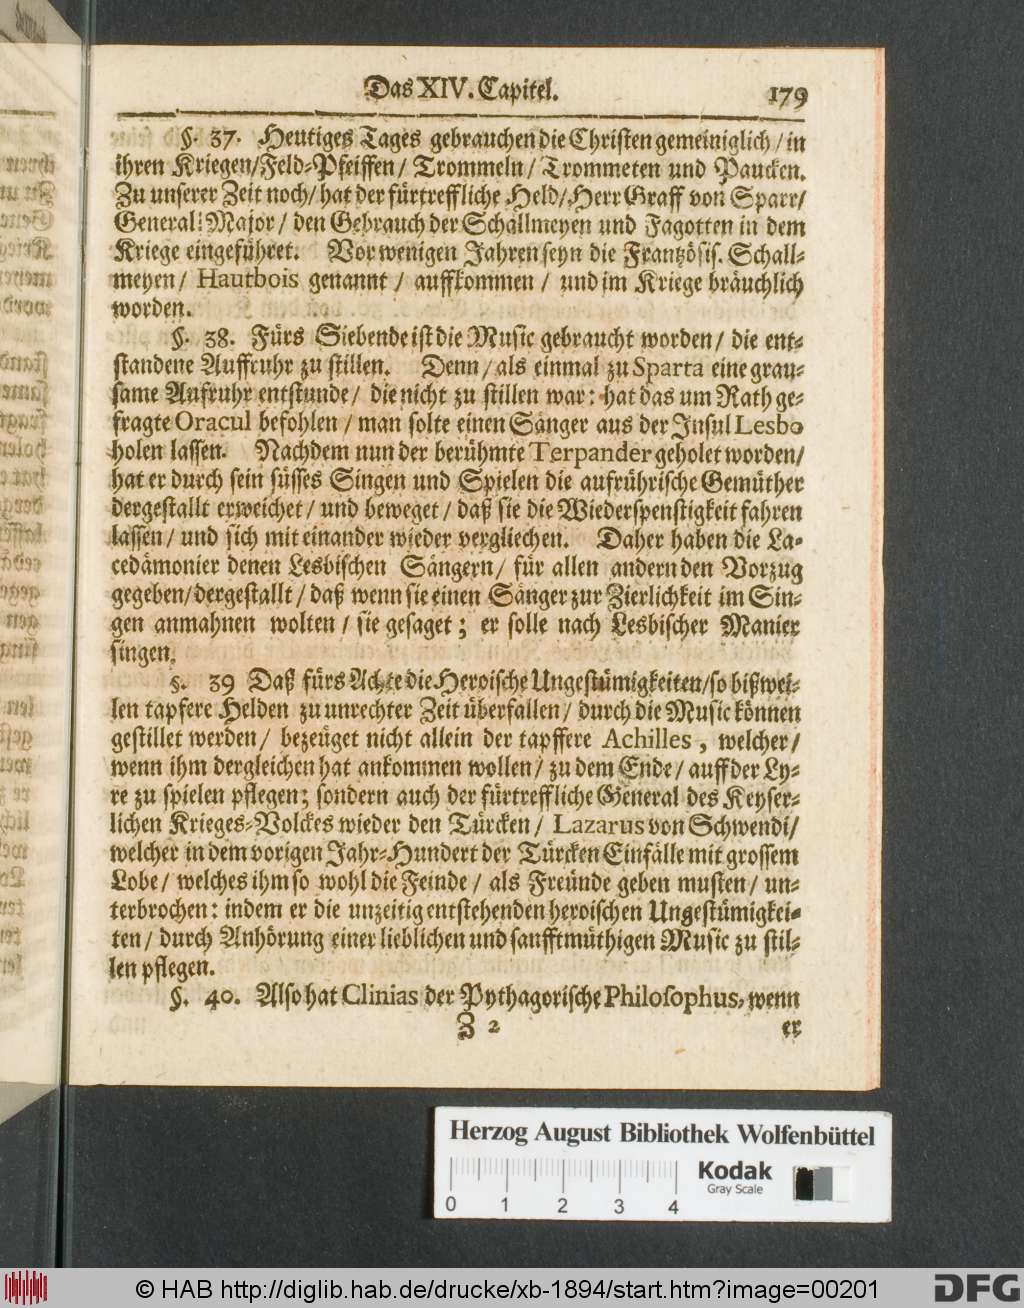 Das XIV. Capitel. 179
§. 37. Heutiges Tages gebrauchen die Christen gemeiniglich / in
ihren Kriegen / Feld-Pfeiffen / Trommeln / Trommeten und Paucken.
Zu unserer Zeit noch / hat der fürtreffliche Held / Herr Graff von Sparr /
General-Major / den Gebrauch der Schallmeyen und Fagotten in dem
Kriege eingeführet. Vor wenigen Jahren seyn die Frantzösis. Schall-
meyen / Hautbois genannt / auffkommen / und im Kriege bräuchlich
worden.
§. 38. Fürs Siebende ist die Music gebraucht worden / die ent-
standene Auffruhr zu stillen. Denn / als einmal zu Sparta eine grau-
same Aufruhr entstunde / die nicht zu stillen war: hat das um Rath ge-
fragte Oracul befohlen / man solte einen Sänger aus der Insul Lesbo
holen lassen. Nachdem nun der berühmte Terpander geholet worden /
hat er durch sein süsses Singen und Spielen die aufrührische Gemüther
dergestallt erweichet / und beweget / daß sie die Wiederspenstigkeit fahren
lassen / und sich mit einander wieder vergliechen. Daher haben die La-
cedämonier denen Lesbischen Sängern / für allen andern den Vorzug
gegeben / dergestallt / daß wenn sie einen Sänger zur Zierlichkeit im Sin-
gen anmahnen wolten / sie gesaget; er solle nach Lesbischer Manier
singen.
§. 39 Daß fürs Achte die Heroische Ungestümigkeiten / so bißwei-
len tapfere Helden zu unrechter Zeit überfallen / durch die Music können
gestillet werden / bezeuget nicht allein der tapffere Achilles, welcher /
wenn ihm dergleichen hat ankommen wollen / zu dem Ende / auff der Ly-
re zu spielen pflegen; sondern auch der fürtreffliche General des Keyser-
lichen Krieges-Volckes wieder den Türcken / Lazarus von Schwendi /
welcher in dem vorigen Jahr-Hundert der Türcken Einfälle mit grossem
Lobe / welches ihm so wohl die Feinde / als Freunde geben musten / un-
terbrochen: indem er die unzeitig entstehenden heroischen Ungestümigkei-
ten / durch Anhörung einer lieblichen und sanfftmüthigen Music zu stil-
len pflegen.
§. 40. Also hat Clinias der Pythagorische Philosophus, wenn
Z 2 er
Herzog August Bibliothek Wolfenbüttel
Kodak
Gray Scale
0 1 2 3 4
© HAB http://diglib.hab.de/drucke/xb-1894/start.htm?image=00201
DFG